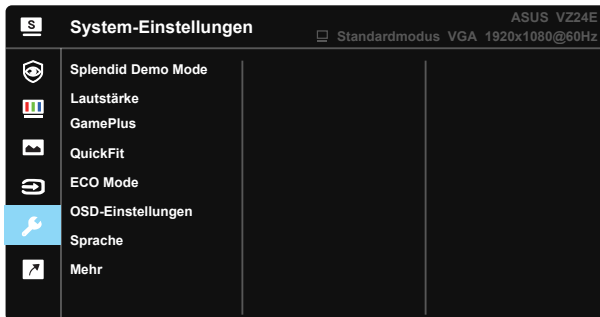 S
System-Einstellungen
ASUS VZ24E
Standardmodus VGA 1920x1080@60Hz
Splendid Demo Mode
Lautstärke
GamePlus
QuickFit
ECO Mode
OSD-Einstellungen
Sprache
Mehr